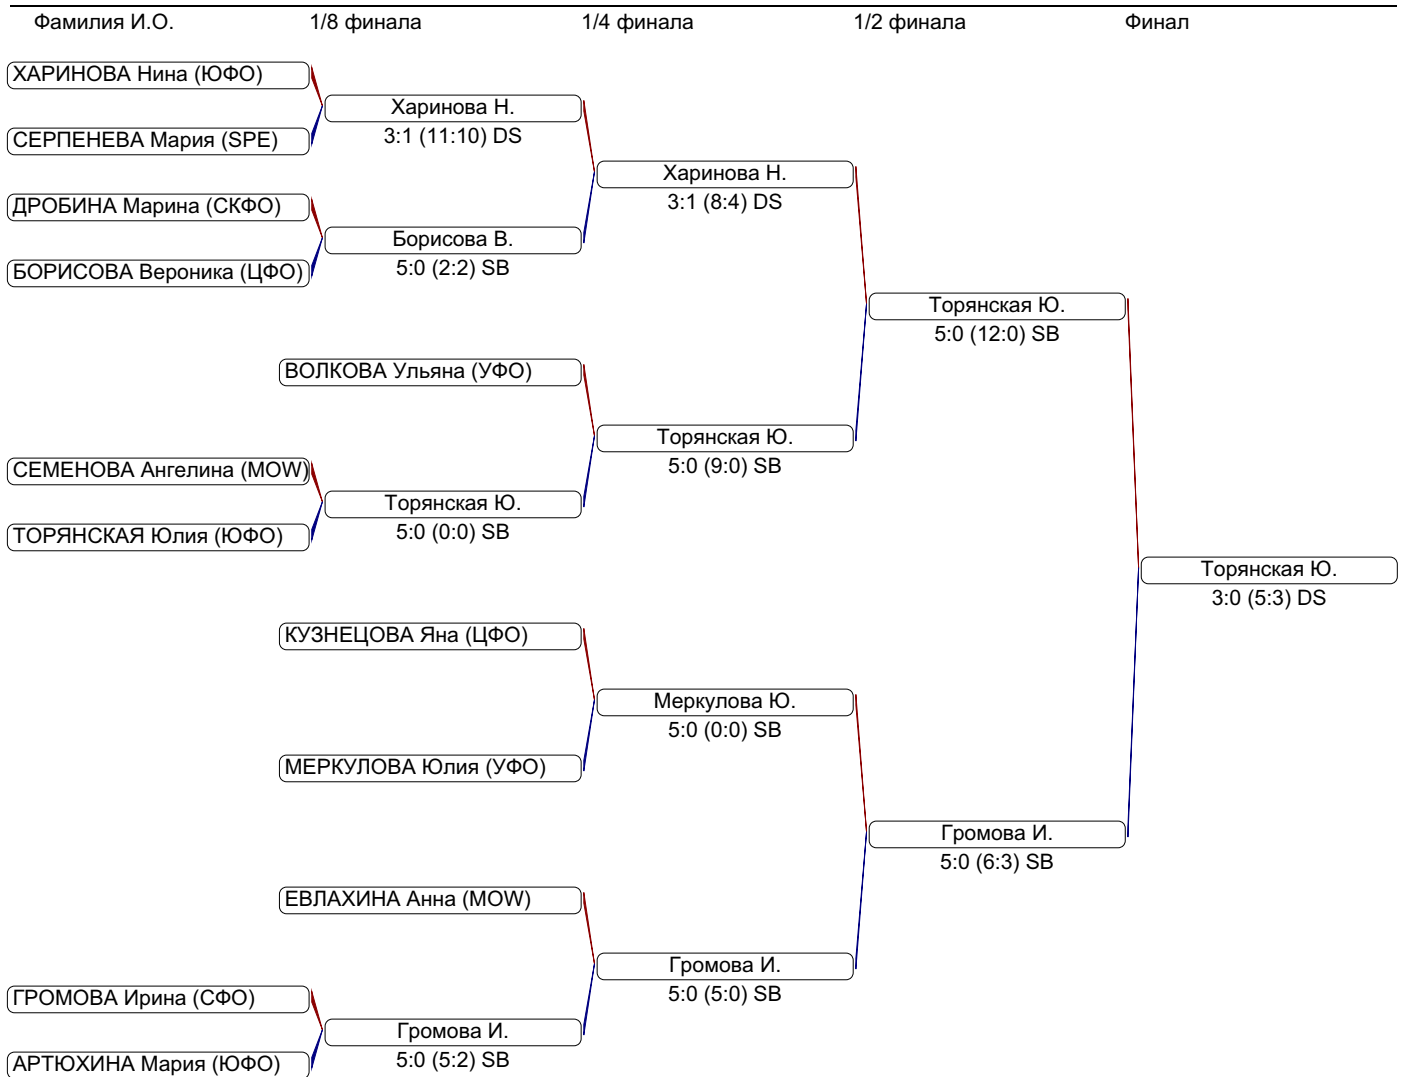 Фамилия И.О. 1/8 финала 1/4 финала 1/2 финала Финал
ХАРИНОВА Нина (ЮФО)
Харинова Н.
3:1 (11:10) DS
СЕРПЕНЕВА Мария (SPE)
Харинова Н.
3:1 (8:4) DS
ДРОБИНА Марина (СКФО)
Борисова В.
5:0 (2:2) SB
БОРИСОВА Вероника (ЦФО)
Торянская Ю.
5:0 (12:0) SB
ВОЛКОВА Ульяна (УФО)
Торянская Ю.
5:0 (9:0) SB
СЕМЕНОВА Ангелина (MOW)
Торянская Ю.
5:0 (0:0) SB
ТОРЯНСКАЯ Юлия (ЮФО)
Торянская Ю.
3:0 (5:3) DS
КУЗНЕЦОВА Яна (ЦФО)
Меркулова Ю.
5:0 (0:0) SB
МЕРКУЛОВА Юлия (УФО)
Громова И.
5:0 (6:3) SB
ЕВЛАХИНА Анна (MOW)
Громова И.
5:0 (5:0) SB
ГРОМОВА Ирина (СФО)
Громова И.
5:0 (5:2) SB
АРТЮХИНА Мария (ЮФО)